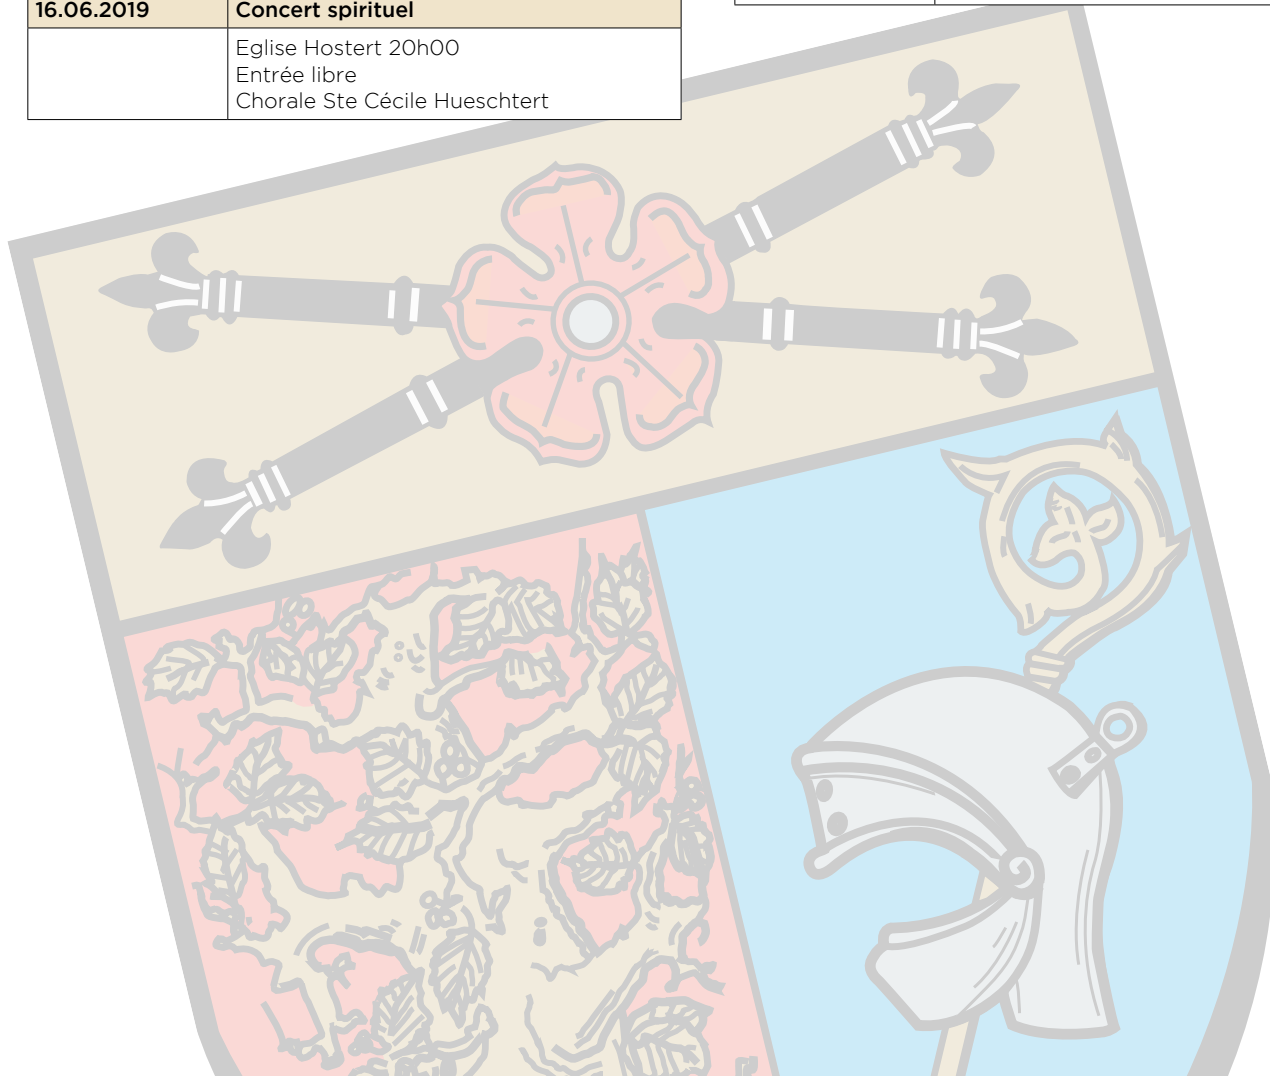 16.06.2019 Concert spirituel
Eglise Hostert 20h00
Entrée libre
Chorale Ste Cécile Hueschtert